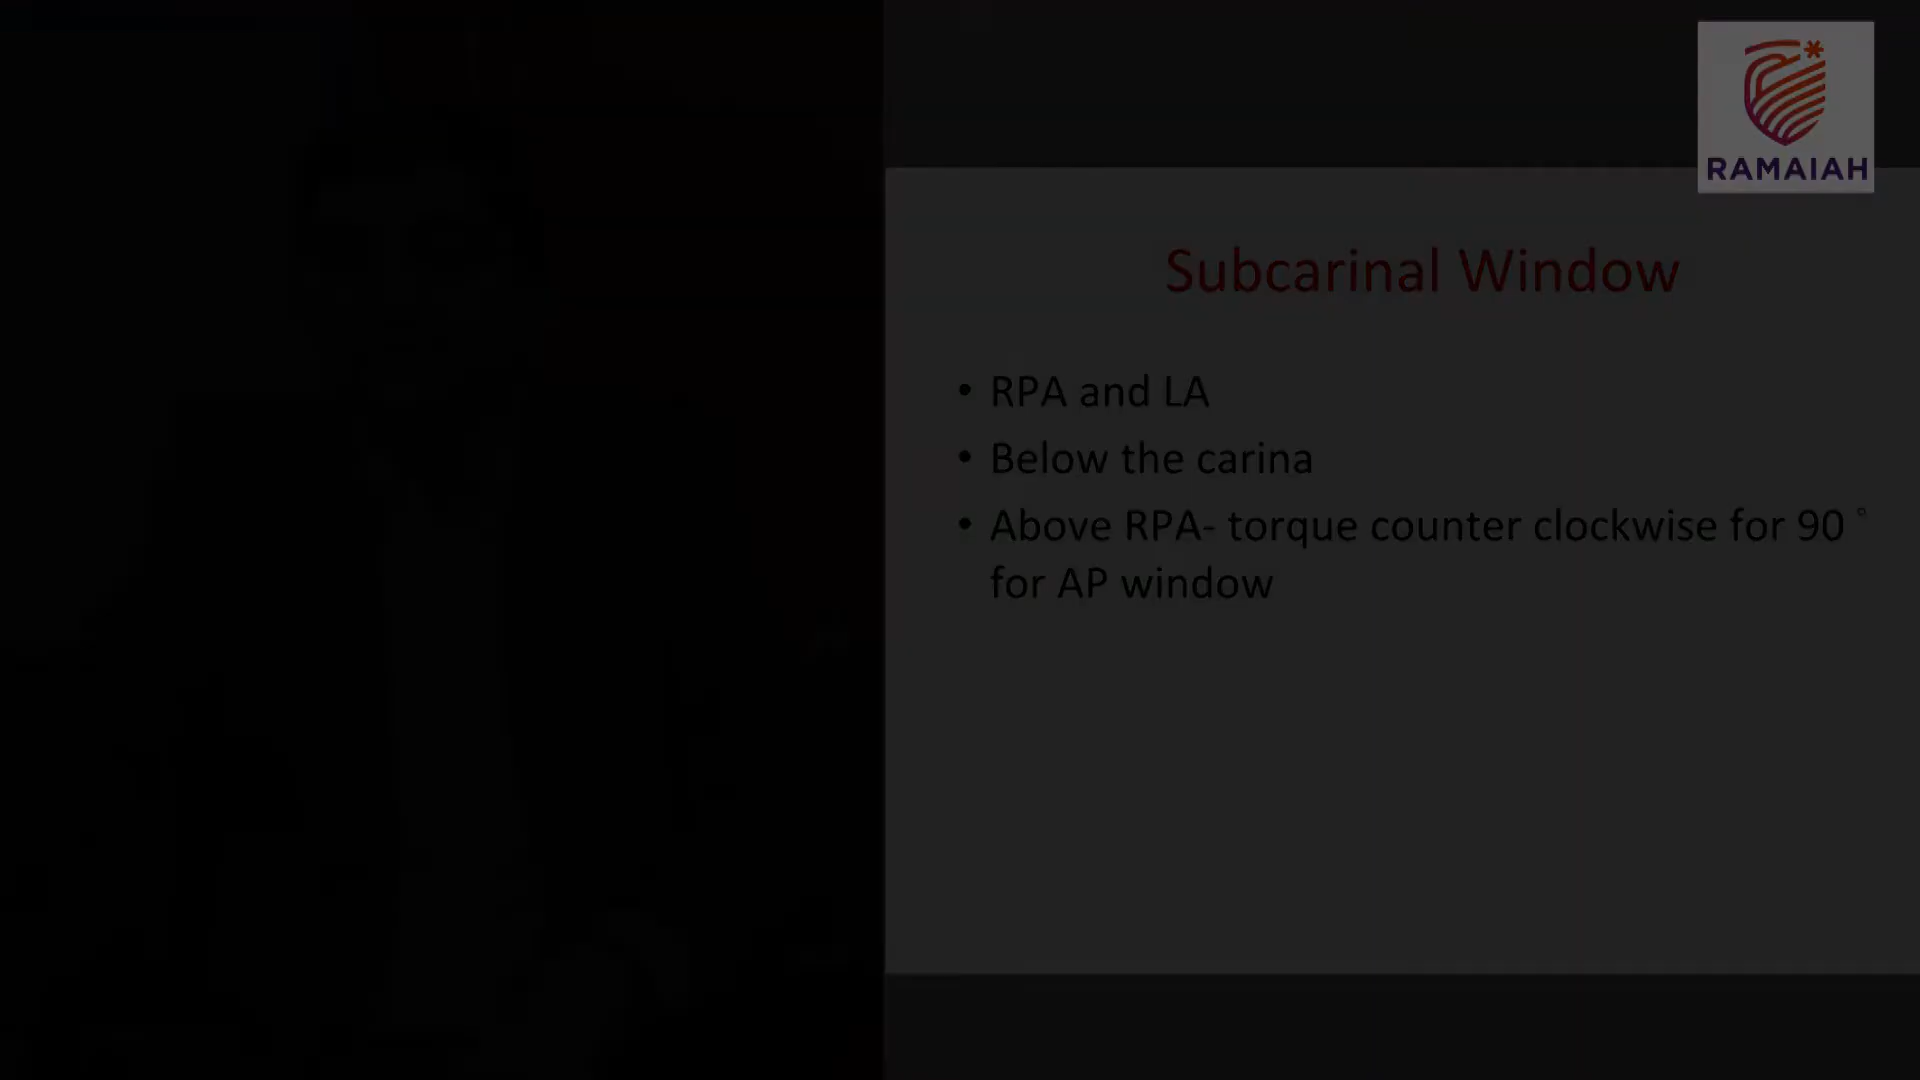 RAMAIAH
Subcarinal Window
• RPA and LA
• Below the carina
• Above RPA- torque counter clockwise for 90 °
for AP window